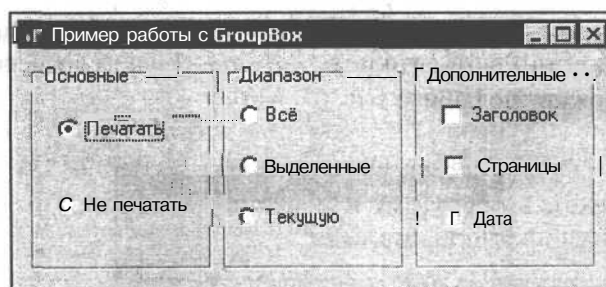 Пример работы с GroupBox
Основные
Печатать
Не печатать
Диапазон
Всё
Выделенные
Текущую
Дополнительные
Заголовок
Страницы
Дата